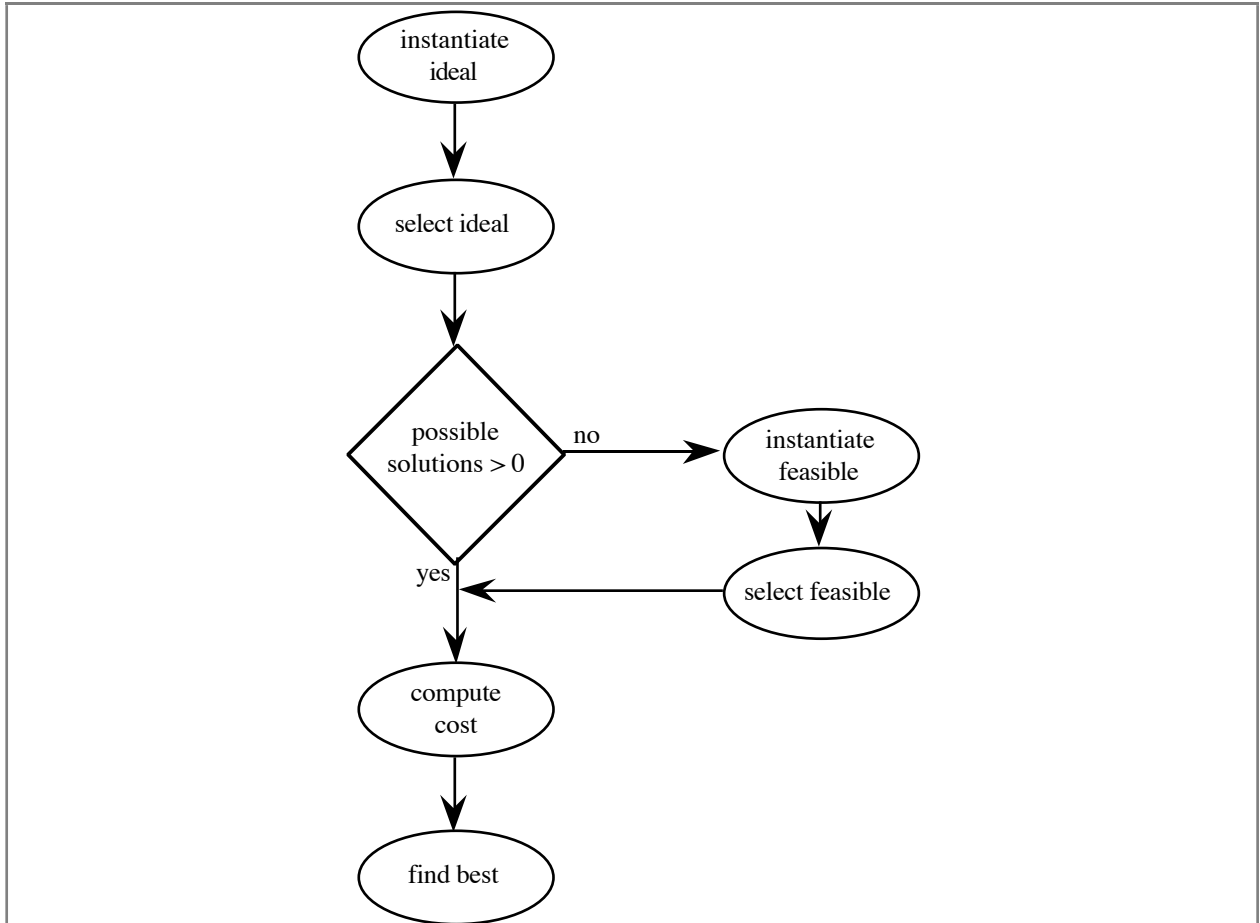 instantiate
ideal
select ideal
possible
solutions > 0
no
instantiate
feasible
yes
select feasible
compute
cost
find best